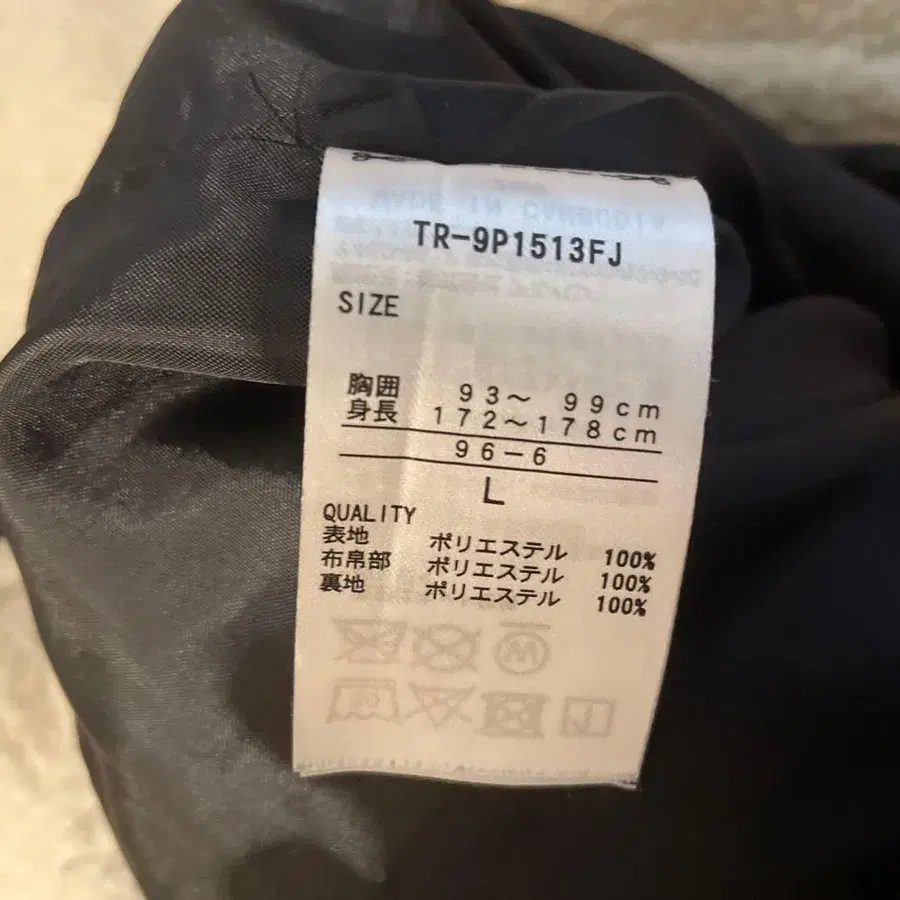 TR-9P1513FJ
SIZE
胸囲 93～ 99cm
身長 172～178cm
96-6
L
QUALITY
表地 ポリエステル 100%
布帛部 ポリエステル 100%
裏地 ポリエステル 100%